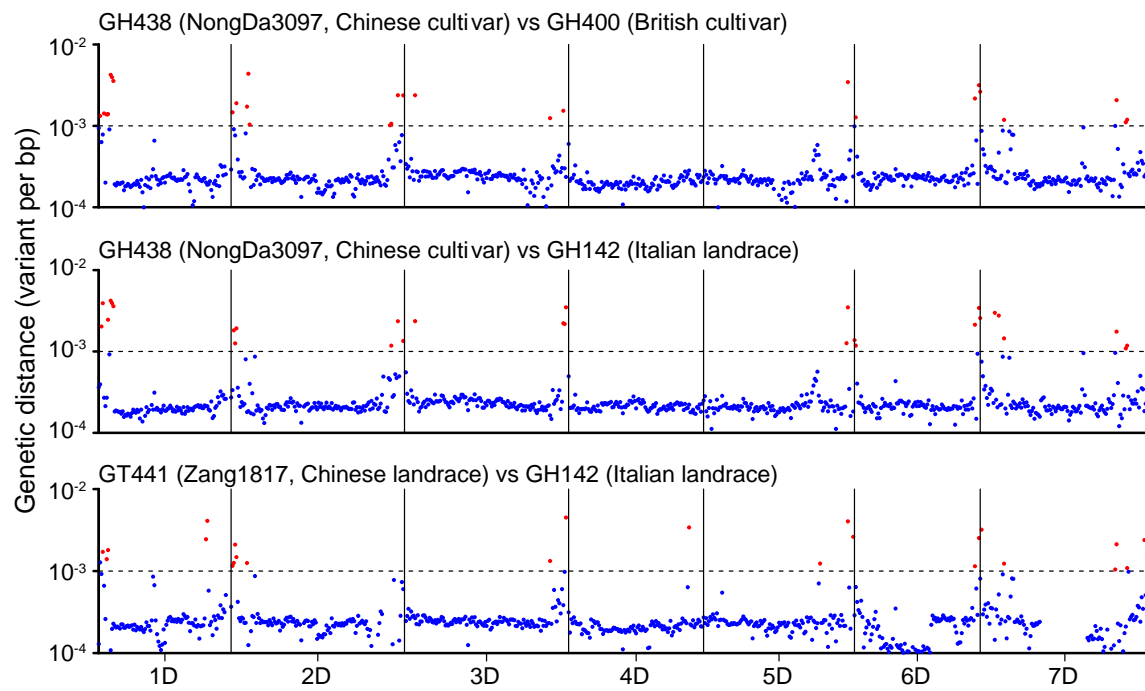 GH438 (NongDa3097, Chinese cultivar) vs GH400 (British cultivar)
10-2
10-3
10-4
GH438 (NongDa3097, Chinese cultivar) vs GH142 (Italian landrace)
10-2
10-3
10-4
GT441 (Zang1817, Chinese landrace) vs GH142 (Italian landrace)
10-2
10-3
10-4
Genetic distance (variant per bp)
1D 2D 3D 4D 5D 6D 7D